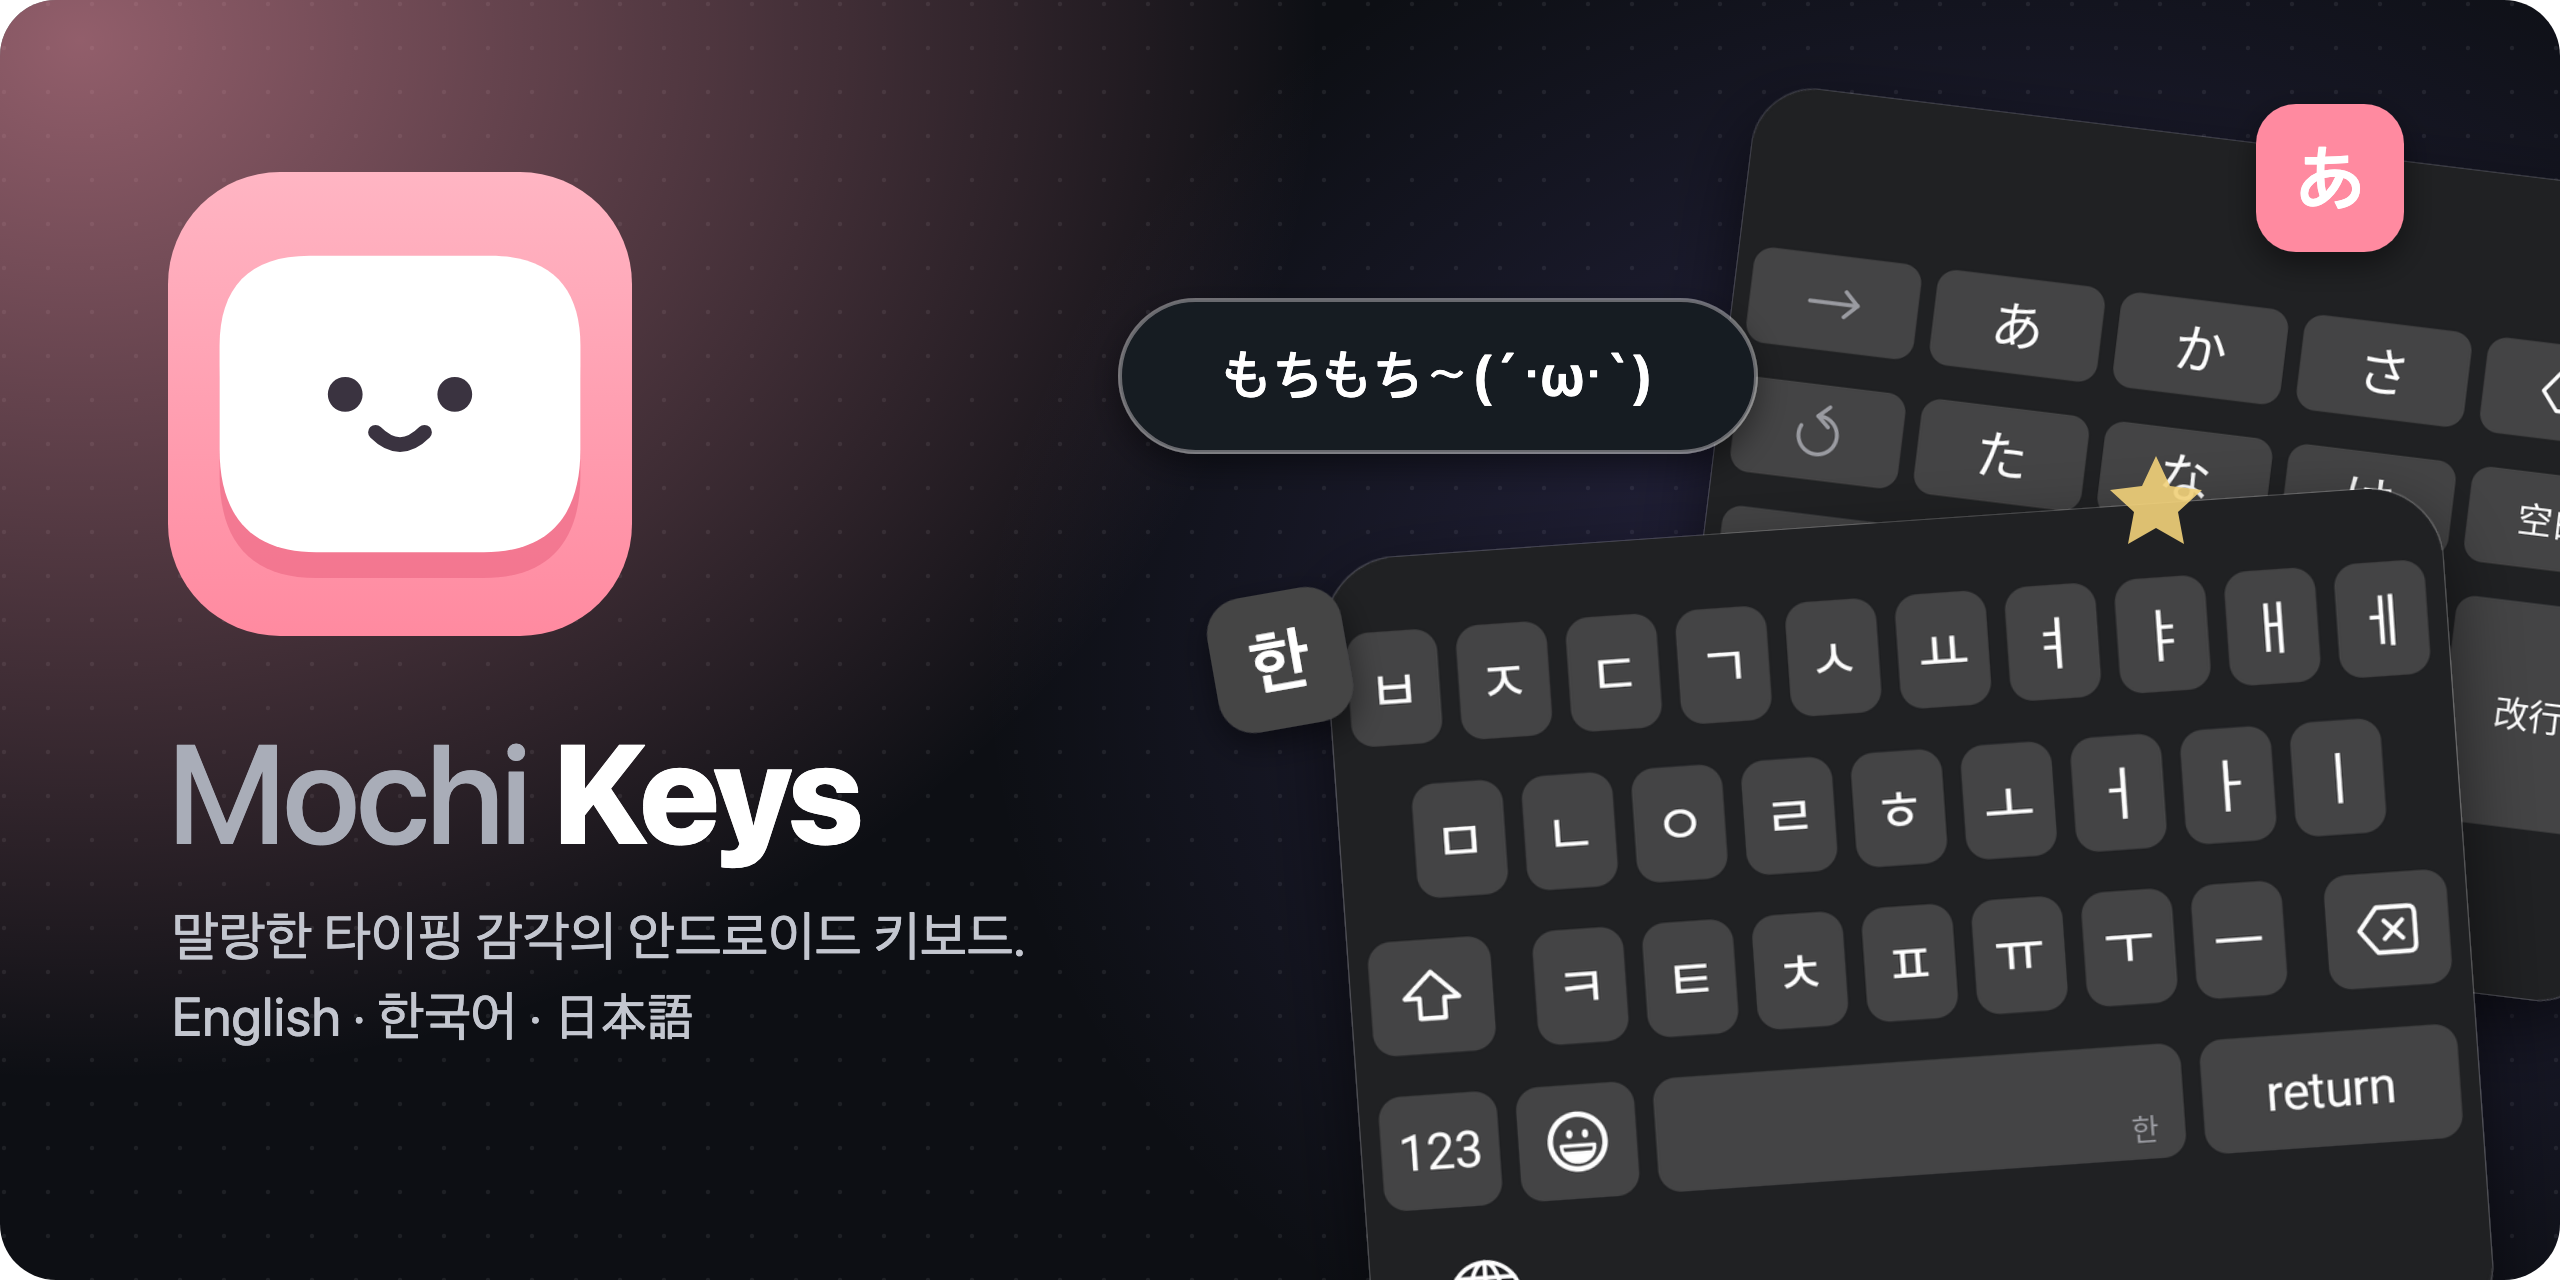 Mochi Keys
말랑한 타이핑 감각의 안드로이드 키보드.
English · 한국어 · 日本語
もちもち~(´·ω·`)
あ
→ あ か さ
た な
改行
한
ㅂ ㅈ ㄷ ㄱ ㅅ ㅛ ㅕ ㅑ ㅐ ㅔ
ㅁ ㄴ ㅇ ㄹ ㅎ ㅗ ㅓ ㅏ ㅣ
ㅋ ㅌ ㅊ ㅍ ㅠ ㅜ ㅡ
123 한 return